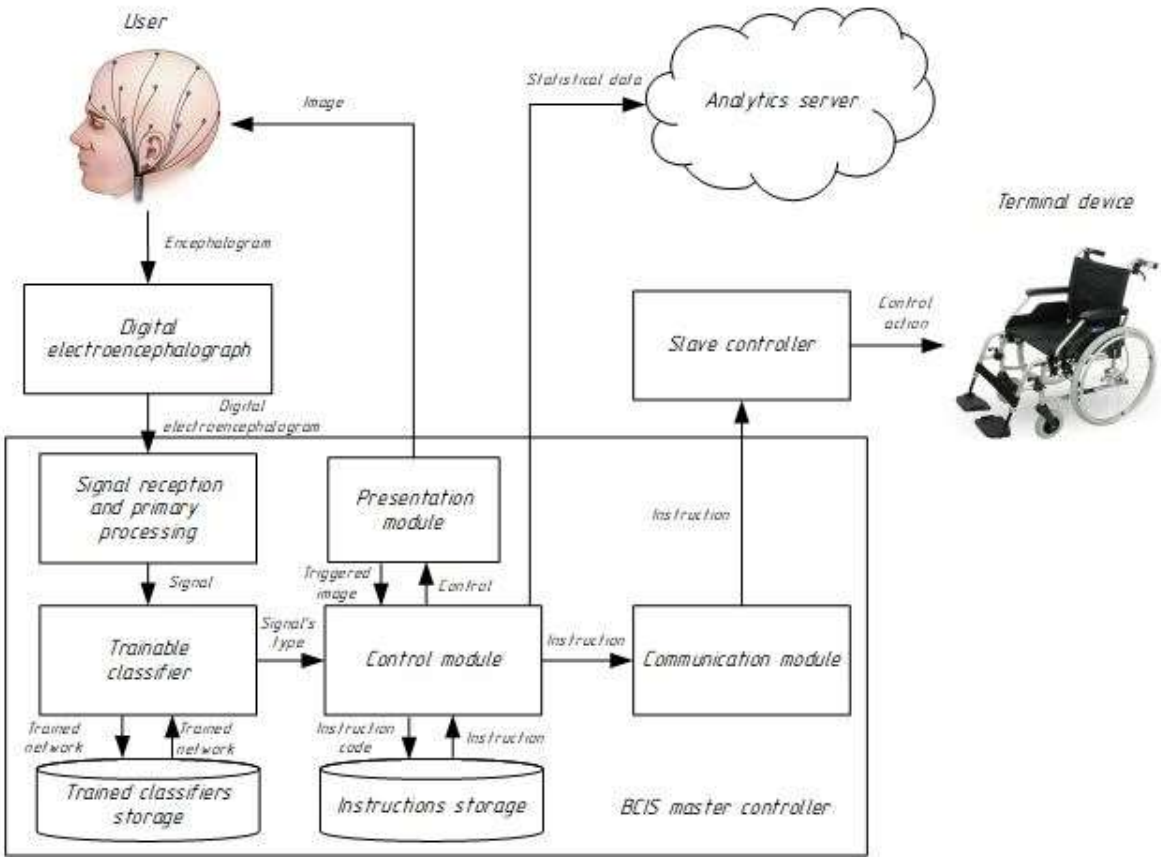 User
Image
Statistical data
Analytics server
Terminal device
Encephalogram
Digital
electroencephalograph
Slave controller
Control
action
Digital
electroencephalogram
Signal reception
and primary
processing
Presentation
module
Instruction
Signal
Triggered
image
Control
Trainable
classifier
Signal's
type
Control module
Instruction
Communication module
Trained
network
Trained
network
Instruction
code
Instruction
Trained classifiers
storage
Instructions storage
BCIS master controller